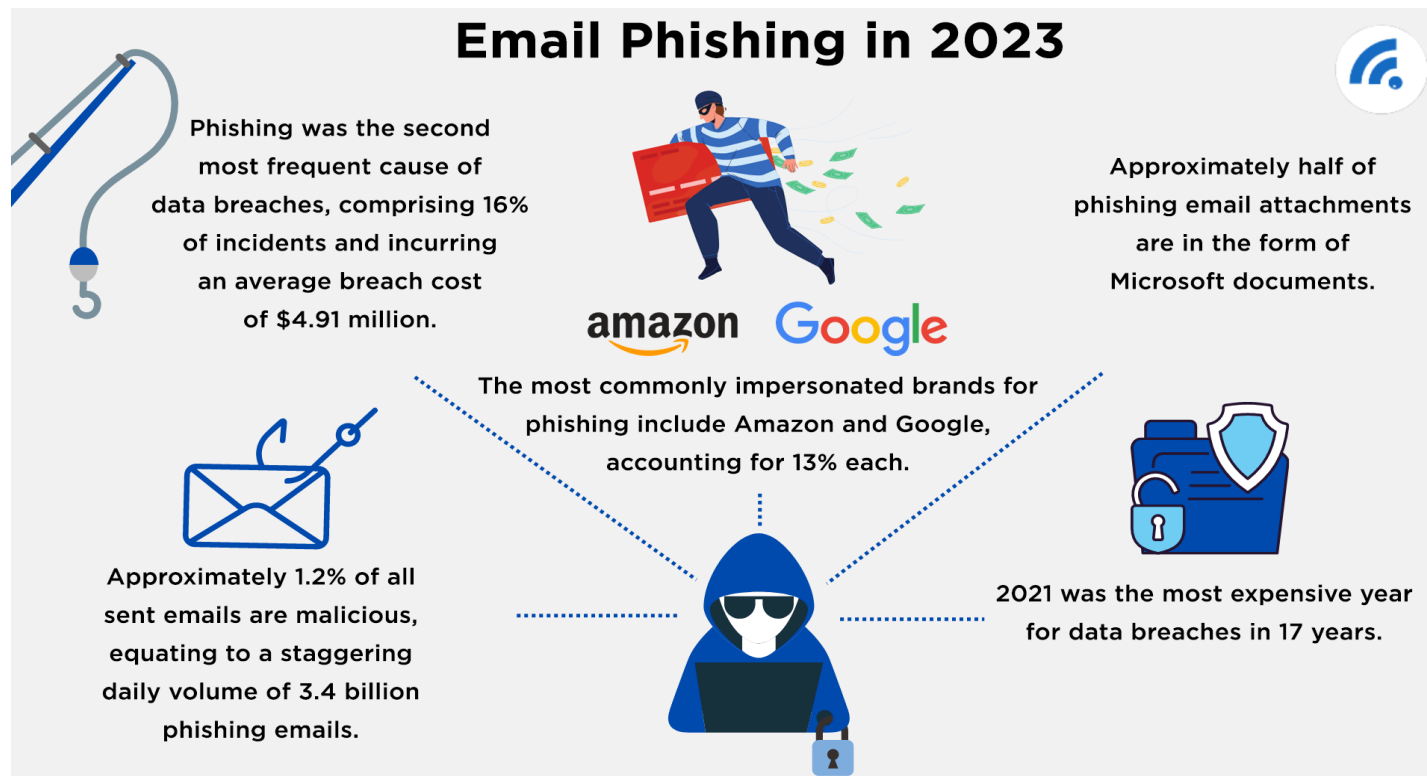 Email Phishing in 2023
Phishing was the second
most frequent cause of
data breaches, comprising 16%
of incidents and incurring
an average breach cost
of $4.91 million.
amazon Google
The most commonly impersonated brands for
phishing include Amazon and Google,
accounting for 13% each.
Approximately half of
phishing email attachments
are in the form of
Microsoft documents.
Approximately 1.2% of all
sent emails are malicious,
equating to a staggering
daily volume of 3.4 billion
phishing emails.
2021 was the most expensive year
for data breaches in 17 years.